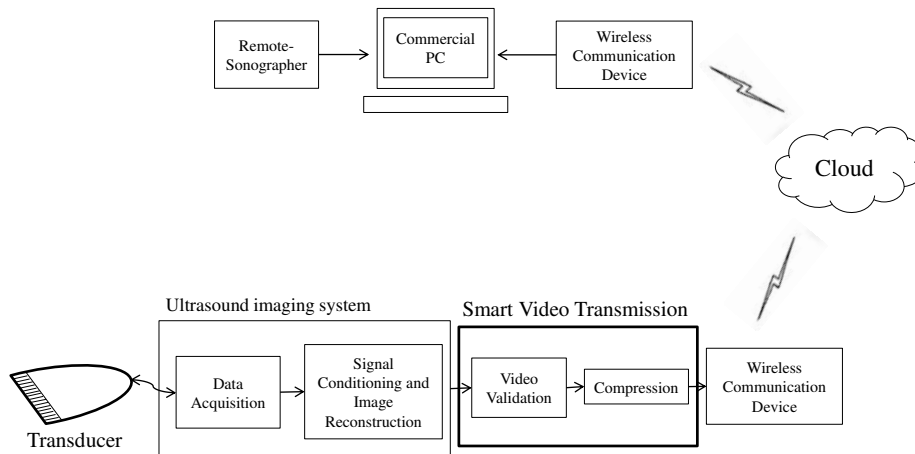 Remote-
Sonographer
Commercial
PC
Wireless
Communication
Device
Cloud
Ultrasound imaging system
Smart Video Transmission
Data
Acquisition
Signal
Conditioning and
Image
Reconstruction
Video
Validation
Compression
Wireless
Communication
Device
Transducer